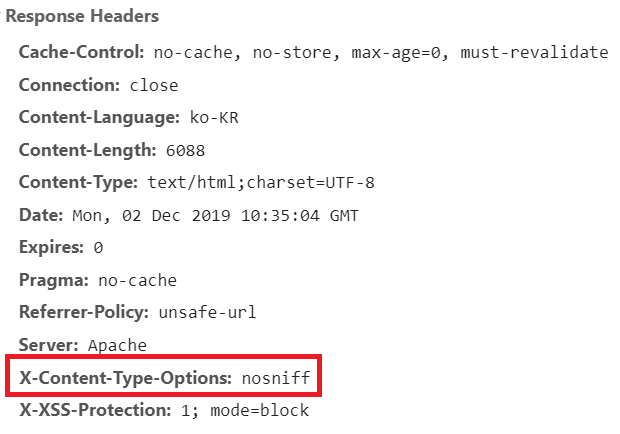 Response Headers
Cache-Control: no-cache, no-store, max-age=0, must-revalidate
Connection: close
Content-Language: ko-KR
Content-Length: 6088
Content-Type: text/html;charset=UTF-8
Date: Mon, 02 Dec 2019 10:35:04 GMT
Expires: 0
Pragma: no-cache
Referrer-Policy: unsafe-url
Server: Apache
X-Content-Type-Options: nosniff
X-XSS-Protection: 1; mode=block